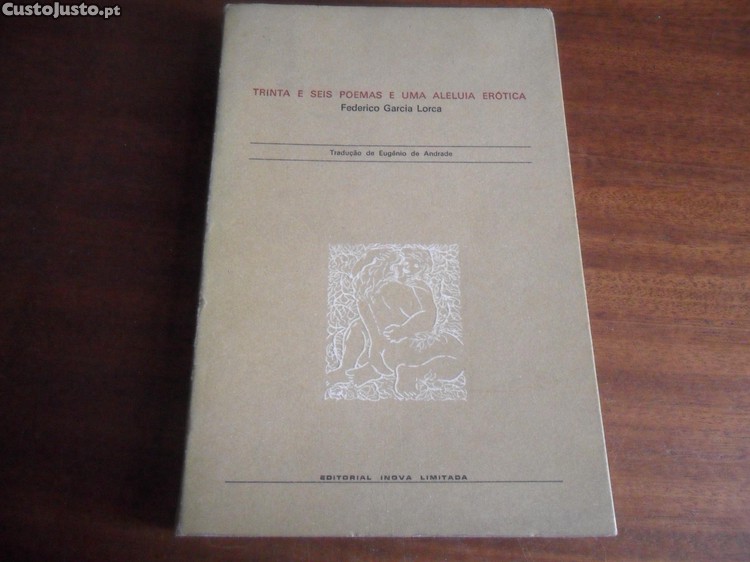 CustoJusto.pt
TRINTA E SEIS POEMAS E UMA ALELUIA ERÓTICA
Federico García Lorca
Tradução de Eugénio de Andrade
EDITORIAL INOVA LIMITADA